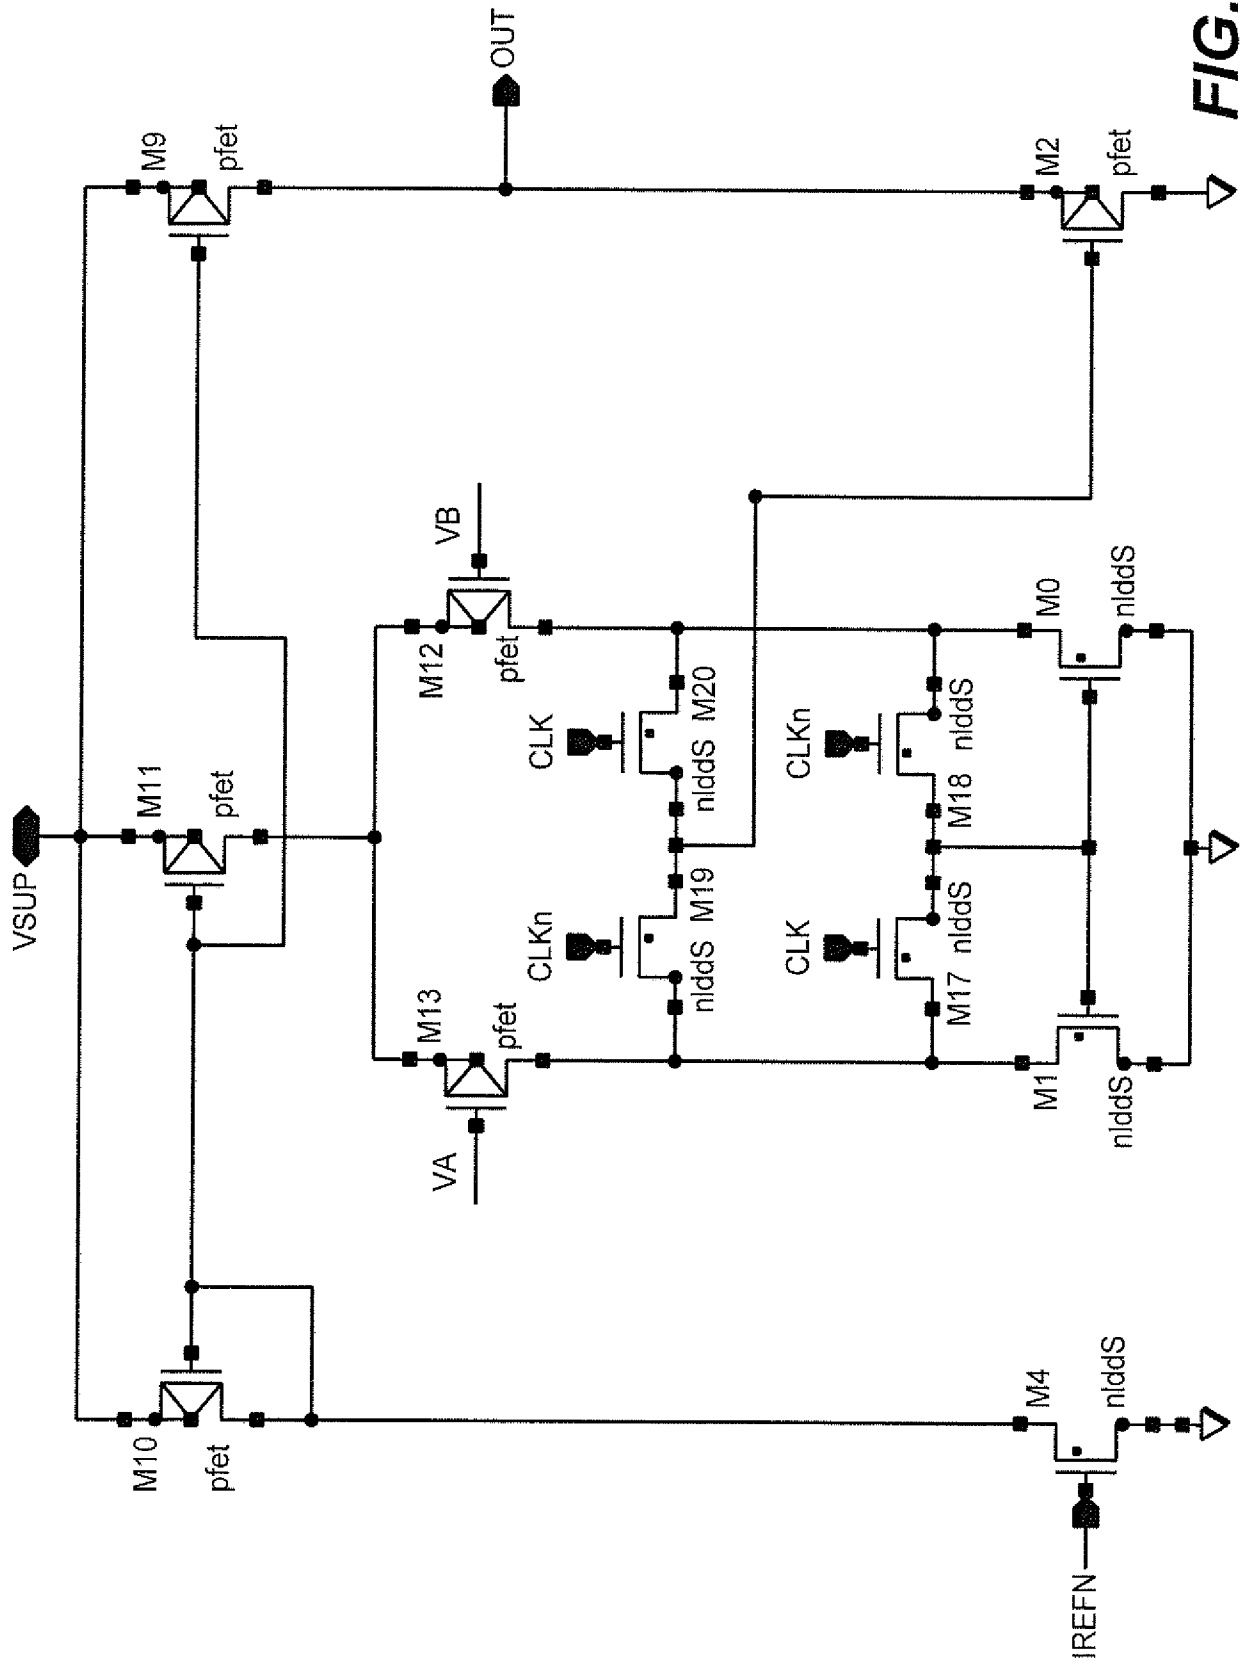 VSUP
M10
pfet
M11
pfet
M9
pfet
OUT
M13
pfet
VA
M12
pfet
VB
CLKn
nlddS
M19
CLK
nlddS
M20
CLK
M17
nlddS
CLKn
M18
nlddS
M4
nlddS
IREFN
M1
nlddS
M0
nlddS
M2
pfet
FIG.